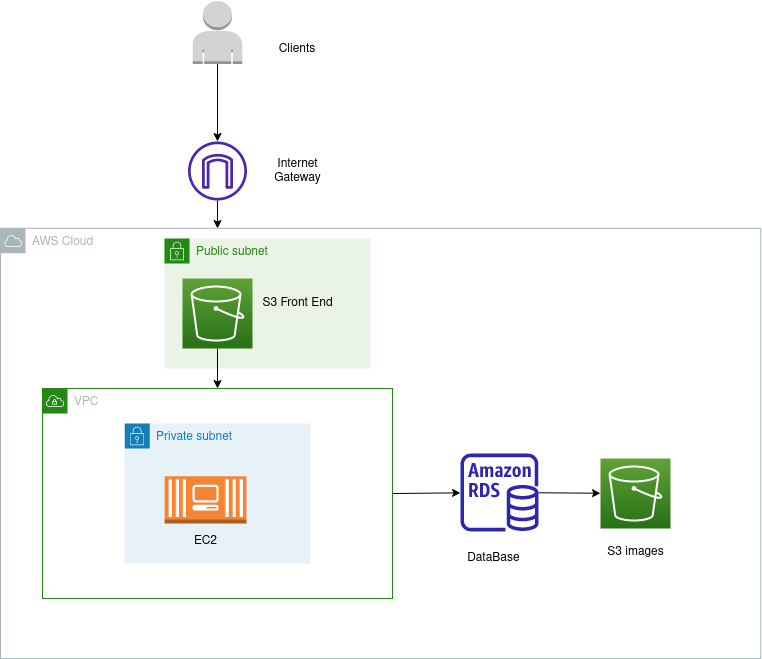 Clients
Internet
Gateway
AWS Cloud
Public subnet
S3 Front End
VPC
Private subnet
EC2
Amazon
RDS
DataBase
S3 images